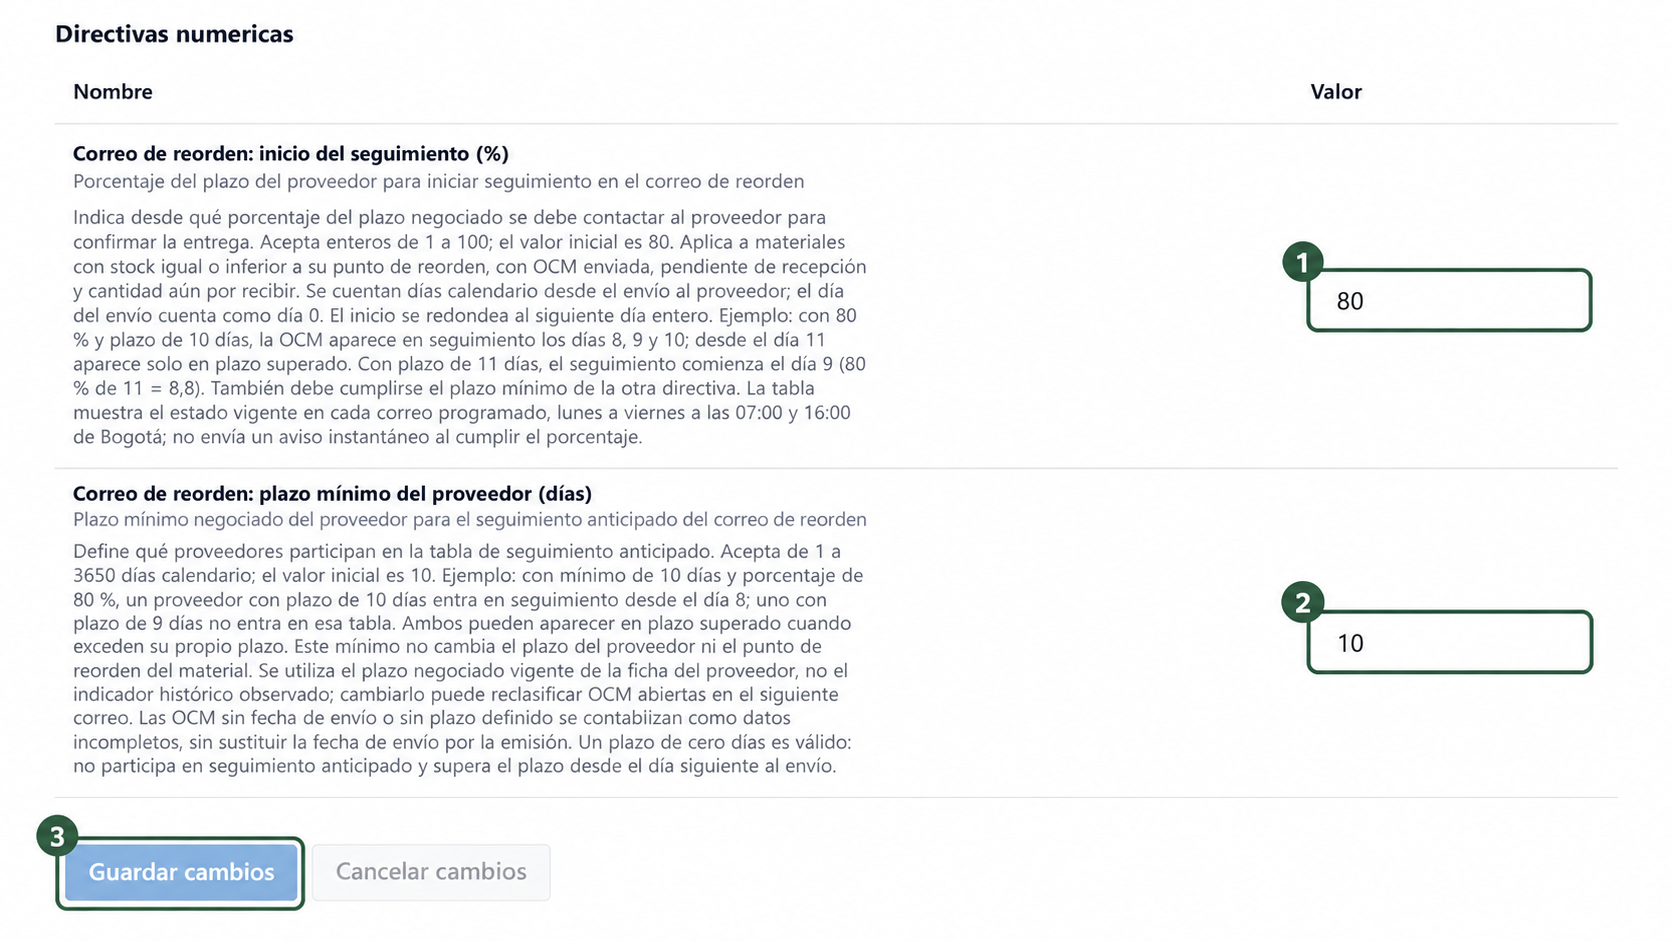 Directivas numericas
Nombre
Valor
Correo de reorden: inicio del seguimiento (%)
Porcentaje del plazo del proveedor para iniciar seguimiento en el correo de reorden
Indica desde qué porcentaje del plazo negociado se debe contactar al proveedor para
confirmar la entrega. Acepta enteros de 1 a 100; el valor inicial es 80. Aplica a materiales
con stock igual o inferior a su punto de reorden, con OCM enviada, pendiente de recepción
y cantidad aún por recibir. Se cuentan días calendario desde el envío al proveedor; el día
del envío cuenta como día 0. El inicio se redondea al siguiente día entero. Ejemplo: con 80
% y plazo de 10 días, la OCM aparece en seguimiento los días 8, 9 y 10; desde el día 11
aparece solo en plazo superado. Con plazo de 11 días, el seguimiento comienza el día 9 (80
% de 11 = 8,8). También debe cumplirse el plazo mínimo de la otra directiva. La tabla
muestra el estado vigente en cada correo programado, lunes a viernes a las 07:00 y 16:00
de Bogotá; no envía un aviso instantáneo al cumplir el porcentaje.
1
80
Correo de reorden: plazo mínimo del proveedor (días)
Plazo mínimo negociado del proveedor para el seguimiento anticipado del correo de reorden
Define qué proveedores participan en la tabla de seguimiento anticipado. Acepta de 1 a
3650 días calendario; el valor inicial es 10. Ejemplo: con mínimo de 10 días y porcentaje de
80 %, un proveedor con plazo de 10 días entra en seguimiento desde el día 8; uno con
plazo de 9 días no entra en esa tabla. Ambos pueden aparecer en plazo superado cuando
exceden su propio plazo. Este mínimo no cambia el plazo del proveedor ni el punto de
reorden del material. Se utiliza el plazo negociado vigente de la ficha del proveedor, no el
indicador histórico observado; cambiarlo puede reclasificar OCM abiertas en el siguiente
correo. Las OCM sin fecha de envío o sin plazo definido se contabiizan como datos
incompletos, sin sustituir la fecha de envío por la emisión. Un plazo de cero días es válido:
no participa en seguimiento anticipado y supera el plazo desde el día siguiente al envío.
2
10
3
Guardar cambios
Cancelar cambios